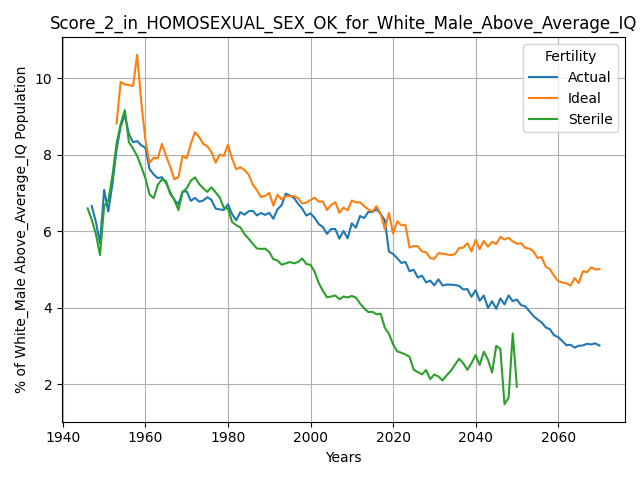 Score_2_in_HOMOSEXUAL_SEX_OK_for_White_Male_Above_Average_IQ
% of White_Male Above_Average_IQ Population
10
8
6
4
2
Fertility
Actual
Ideal
Sterile
1940 1960 1980 2000 2020 2040 2060
Years